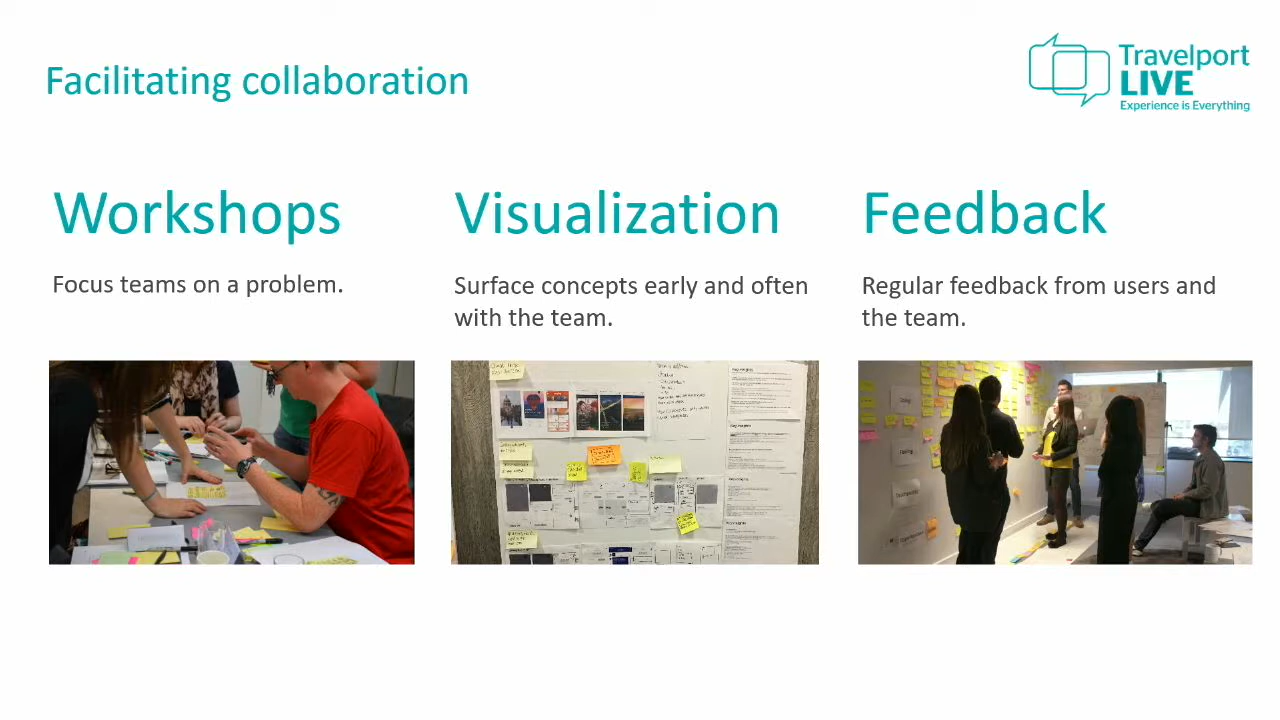 Facilitating collaboration
Travelport
LIVE
Experience is Everything
Workshops
Visualization
Feedback
Focus teams on a problem.
Surface concepts early and often
with the team.
Regular feedback from users and
the team.